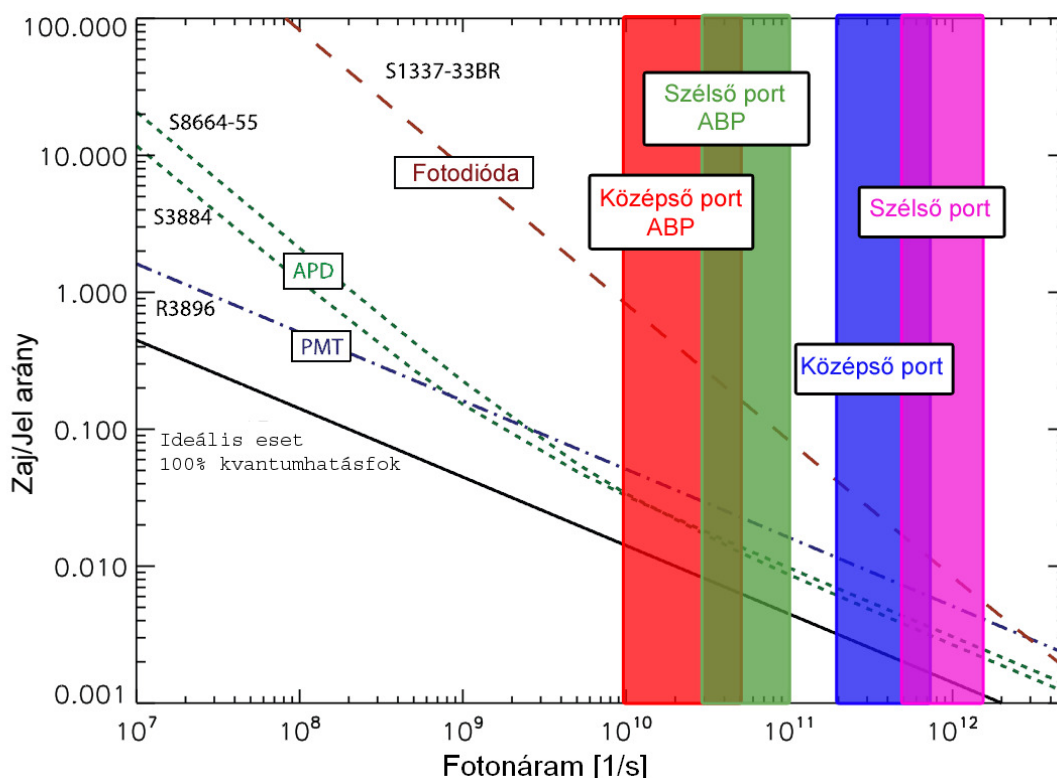 100.000
10.000
1.000
0.100
0.010
0.001
Zaj/Jel arány
S1337-33BR
S8664-55
S3884
R3896
Fotodióda
APD
PMT
Ideális eset
100% kvantumhatásfok
Szélső port
ABP
Középső port
ABP
Szélső port
Középső port
10⁷
10⁸
10⁹
10¹⁰
10¹¹
10¹²
Fotonáram [1/s]